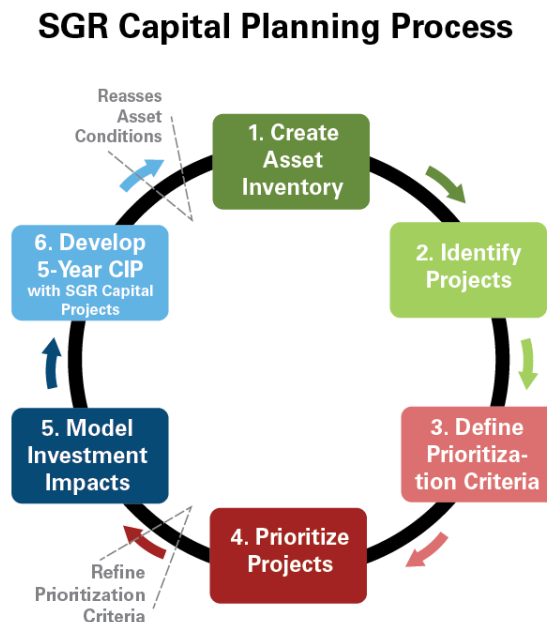 SGR Capital Planning Process
Reasses
Asset
Conditions
1. Create
Asset
Inventory
2. Identify
Projects
3. Define
Prioritiza-
tion Criteria
4. Prioritize
Projects
Refine
Prioritization
Criteria
5. Model
Investment
Impacts
6. Develop
5-Year CIP
with SGR Capital
Projects